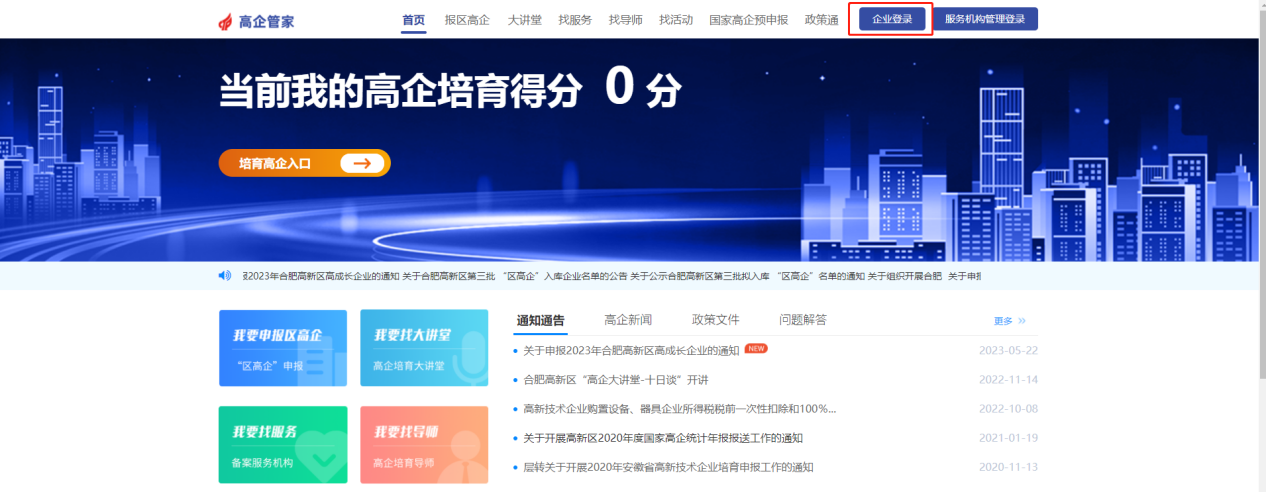 高企管家
首页 报区高企 大讲堂 找服务 找导师 找活动 国家高企预申报 政策通 企业登录 服务机构管理登录
当前我的高企培育得分 0 分
培育高企入口
2023年合肥高新区高成长企业的通知 关于合肥高新区第三批 “区高企” 入库企业名单的公告 关于公示合肥高新区第三批拟入库 “区高企” 名单的通知 关于组织开展合肥 关于申报
我要申报区高企
“区高企” 申报
我要找大讲堂
高企培育大讲堂
我要找服务
备案服务机构
我要找导师
高企培育导师
通知通告 高企新闻 政策文件 问题解答 更多
关于申报2023年合肥高新区高成长企业的通知 NEW 2023-05-22
合肥高新区“高企大讲堂-十日谈”开讲 2022-11-14
高新技术企业购置设备、器具企业所得税税前一次性扣除和100%... 2022-10-08
关于开展高新区2020年度国家高企统计年报报送工作的通知 2021-01-19
层转关于开展2020年安徽省高新技术企业培育申报工作的通知 2020-11-13